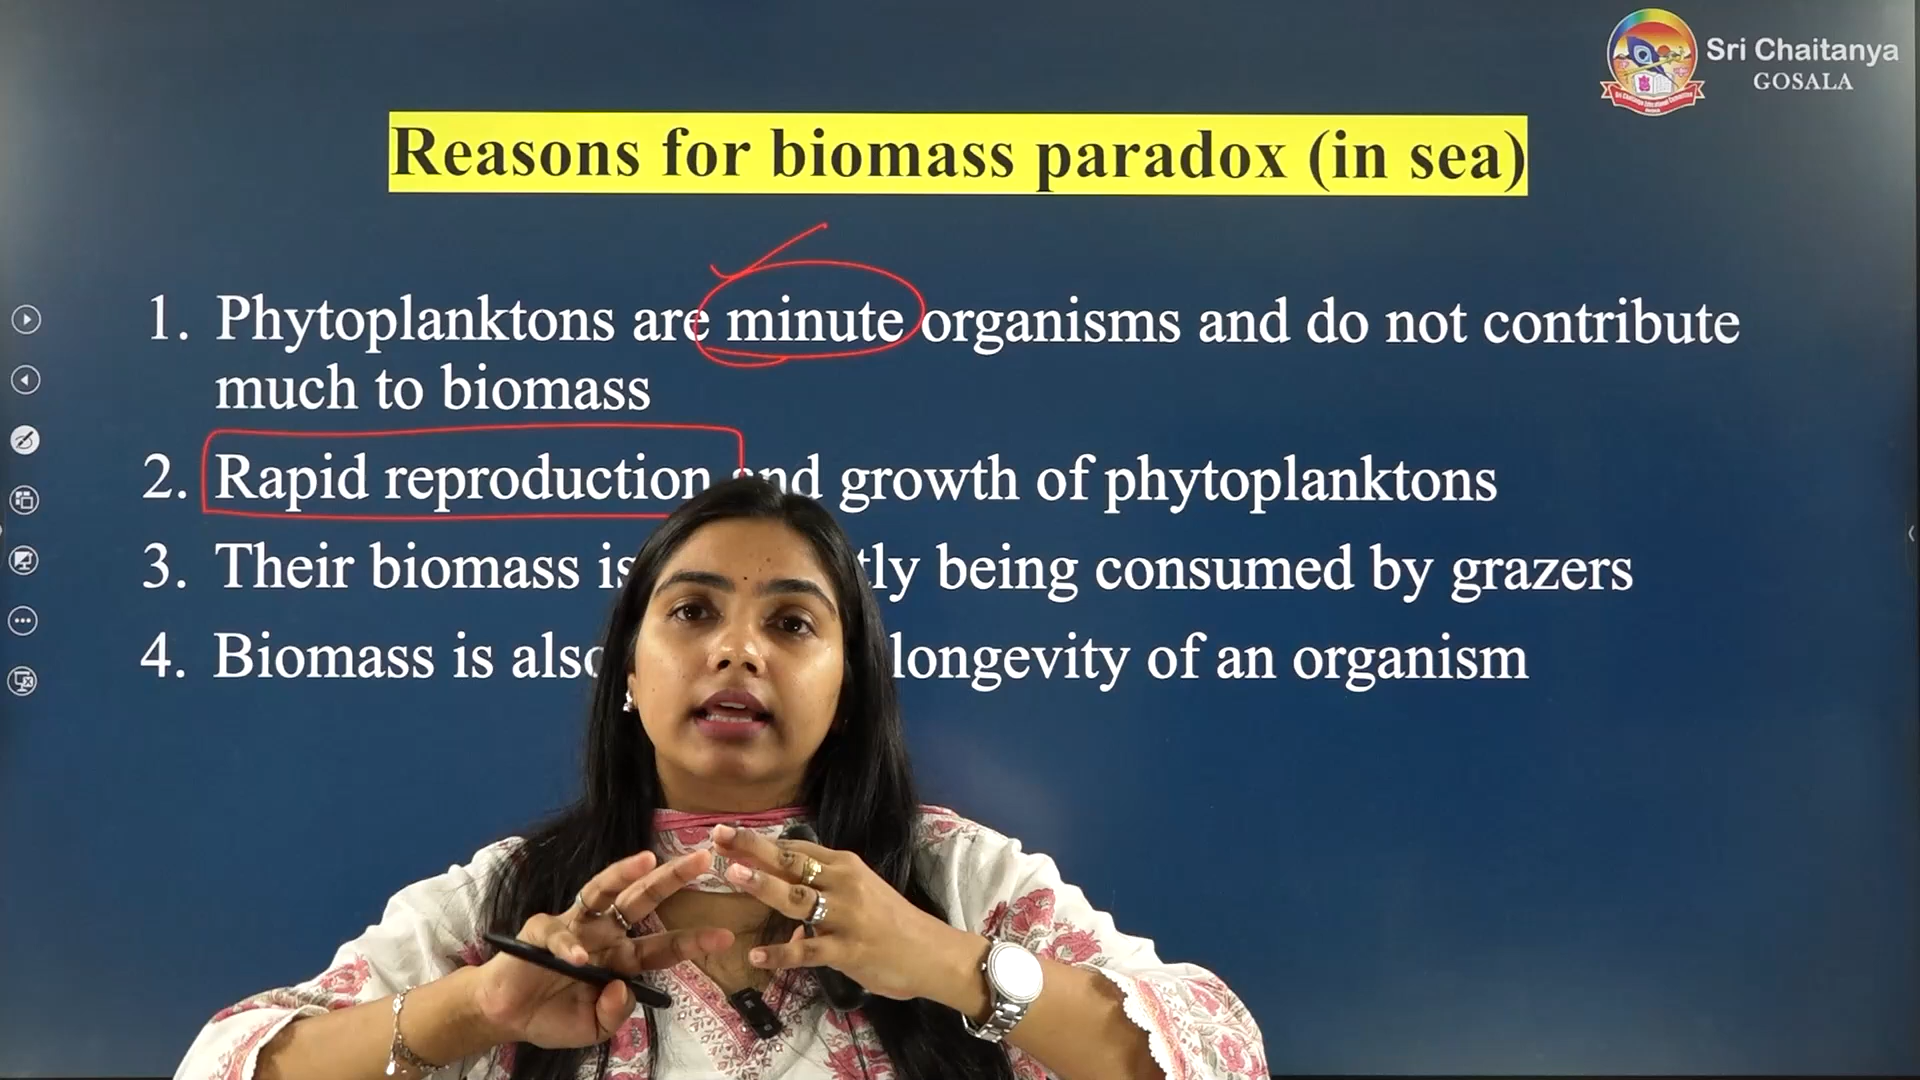 Sri Chaitanya
GOSALA
Reasons for biomass paradox (in sea)
1. Phytoplanktons are minute organisms and do not contribute
much to biomass
2. Rapid reproduction and growth of phytoplanktons
3. Their biomass is being consumed by grazers
4. Biomass is also longevity of an organism